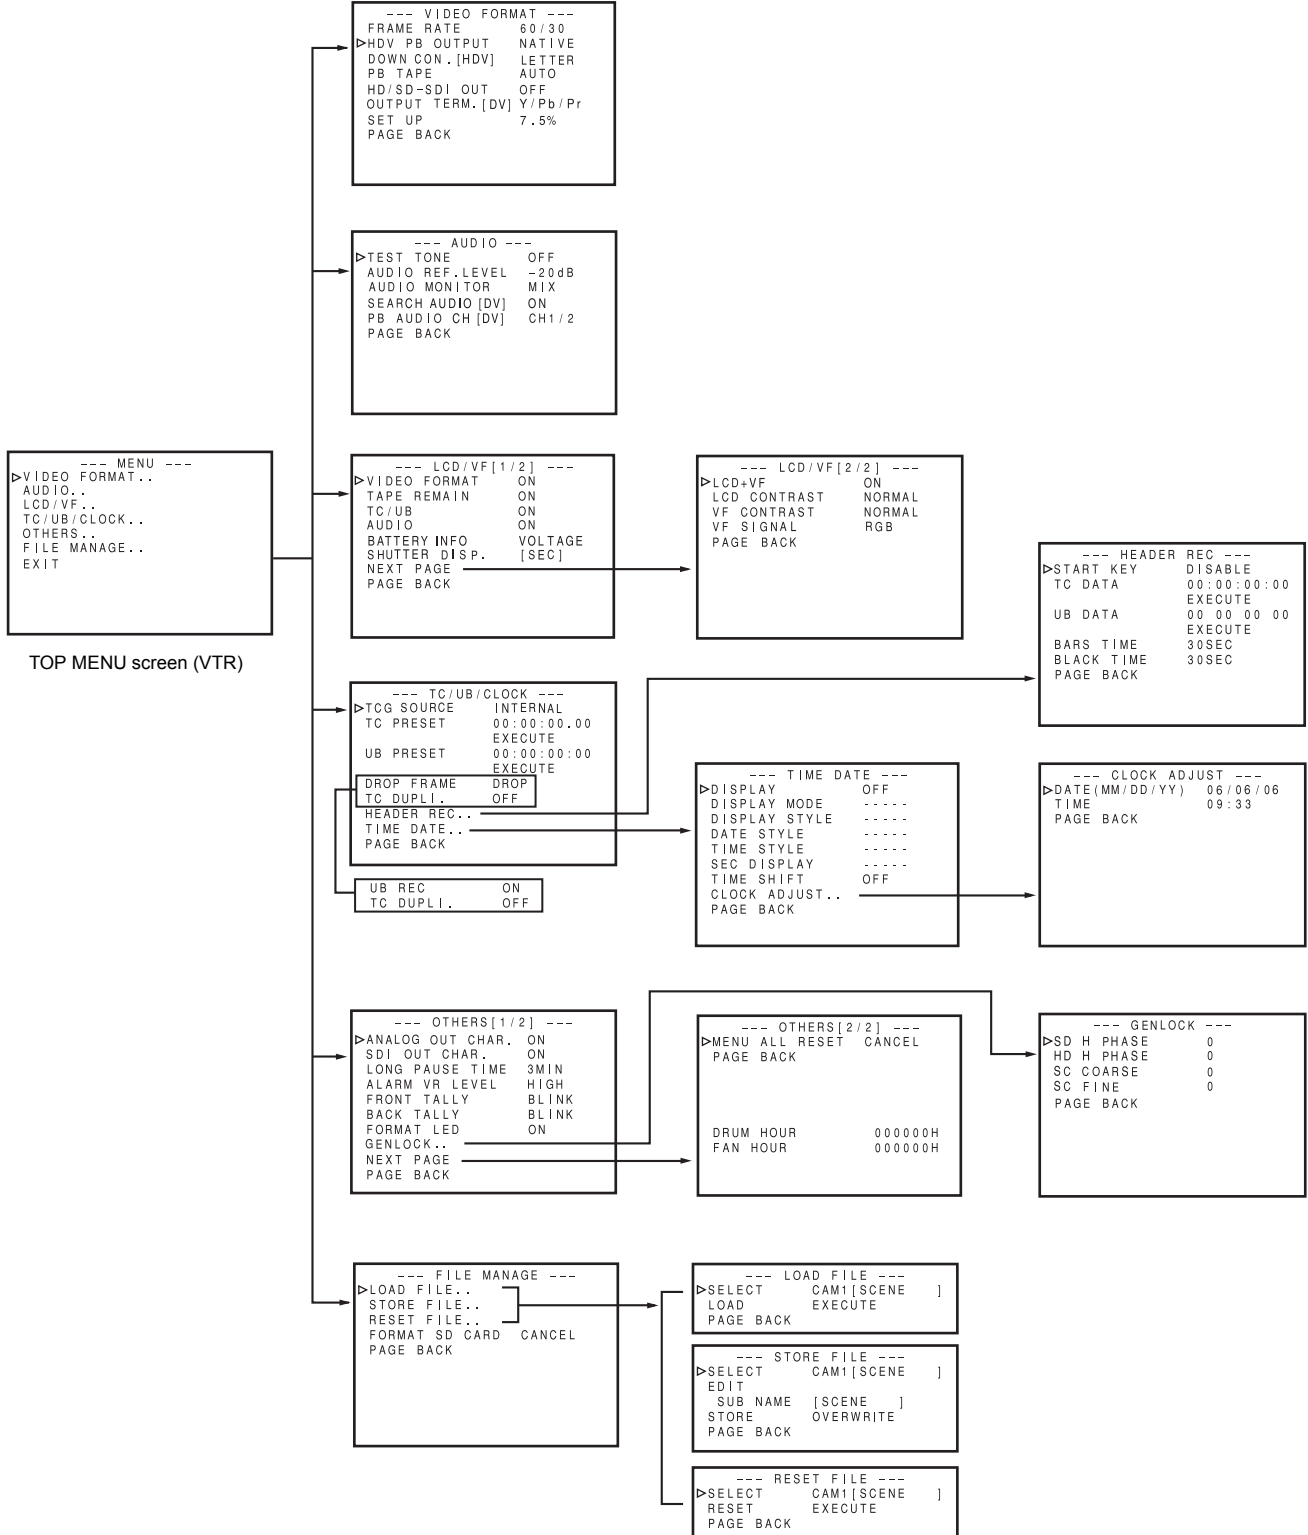 --- VIDEO FORMAT ---
FRAME RATE 60/30
▷HDV PB OUTPUT NATIVE
DOWN CON.[HDV] LETTER
PB TAPE AUTO
HD/SD-SDI OUT OFF
OUTPUT TERM.[DV] Y/Pb/Pr
SET UP 7.5%
PAGE BACK
--- AUDIO ---
▷TEST TONE OFF
AUDIO REF.LEVEL -20dB
AUDIO MONITOR MIX
SEARCH AUDIO [DV] ON
PB AUDIO CH [DV] CH1/2
PAGE BACK
--- MENU ---
▷VIDEO FORMAT..
AUDIO..
LCD/VF..
TC/UB/CLOCK..
OTHERS..
FILE MANAGE..
EXIT
TOP MENU screen (VTR)
--- LCD/VF[1/2] ---
▷VIDEO FORMAT ON
TAPE REMAIN ON
TC/UB ON
AUDIO ON
BATTERY INFO VOLTAGE
SHUTTER DISP. [SEC]
NEXT PAGE
PAGE BACK
--- LCD/VF[2/2] ---
▷LCD+VF ON
LCD CONTRAST NORMAL
VF CONTRAST NORMAL
VF SIGNAL RGB
PAGE BACK
--- HEADER REC ---
▷START KEY DISABLE
TC DATA 00:00:00:00
EXECUTE
UB DATA 00 00 00 00
EXECUTE
BARS TIME 30SEC
BLACK TIME 30SEC
PAGE BACK
--- TC/UB/CLOCK ---
▷TCG SOURCE INTERNAL
TC PRESET 00:00:00.00
EXECUTE
UB PRESET 00:00:00:00
EXECUTE
DROP FRAME DROP
TC DUPLI. OFF
HEADER REC..
TIME DATE..
PAGE BACK
UB REC ON
TC DUPLI. OFF
--- TIME DATE ---
▷DISPLAY OFF
DISPLAY MODE -----
DISPLAY STYLE -----
DATE STYLE -----
TIME STYLE -----
SEC DISPLAY -----
TIME SHIFT OFF
CLOCK ADJUST..
PAGE BACK
--- CLOCK ADJUST ---
▷DATE(MM/DD/YY) 06/06/06
TIME 09:33
PAGE BACK
--- OTHERS[1/2] ---
▷ANALOG OUT CHAR. ON
SDI OUT CHAR. ON
LONG PAUSE TIME 3MIN
ALARM VR LEVEL HIGH
FRONT TALLY BLINK
BACK TALLY BLINK
FORMAT LED ON
GENLOCK..
NEXT PAGE
PAGE BACK
--- OTHERS[2/2] ---
▷MENU ALL RESET CANCEL
PAGE BACK
DRUM HOUR 000000H
FAN HOUR 000000H
--- GENLOCK ---
▷SD H PHASE 0
HD H PHASE 0
SC COARSE 0
SC FINE 0
PAGE BACK
--- FILE MANAGE ---
▷LOAD FILE..
STORE FILE..
RESET FILE..
FORMAT SD CARD CANCEL
PAGE BACK
--- LOAD FILE ---
▷SELECT CAM1[SCENE ]
LOAD EXECUTE
PAGE BACK
--- STORE FILE ---
▷SELECT CAM1[SCENE ]
EDIT
SUB NAME [SCENE ]
STORE OVERWRITE
PAGE BACK
--- RESET FILE ---
▷SELECT CAM1[SCENE ]
RESET EXECUTE
PAGE BACK